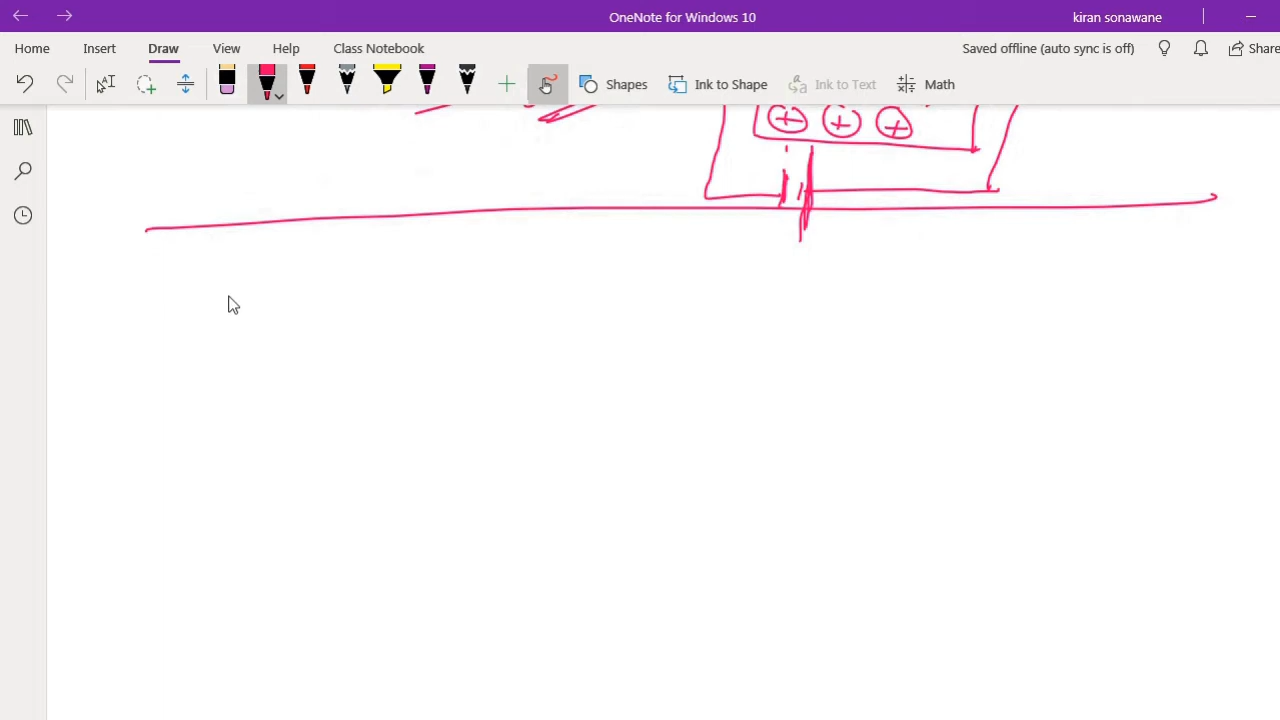 OneNote for Windows 10
kiran sonawane
Home Insert Draw View Help Class Notebook
Saved offline (auto sync is off)
Share
Shapes
Ink to Shape
Ink to Text
Math
+ + +